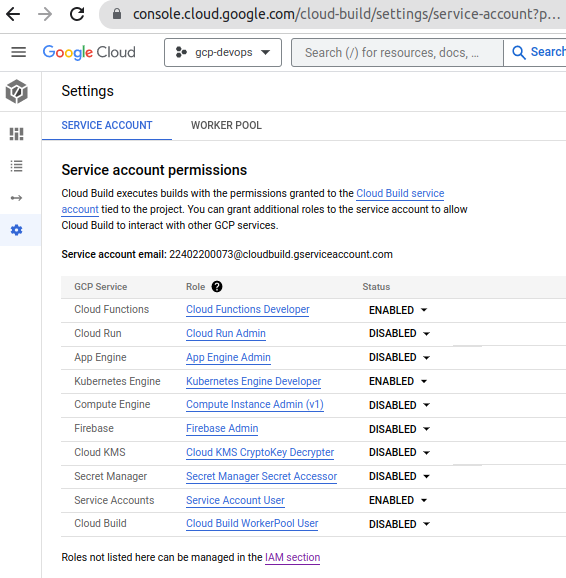 console.cloud.google.com/cloud-build/settings/service-account?p...
Google Cloud
gcp-devops
Search (/) for resources, docs, ...
Search
Settings
SERVICE ACCOUNT WORKER POOL
Service account permissions
Cloud Build executes builds with the permissions granted to the Cloud Build service
account tied to the project. You can grant additional roles to the service account to allow
Cloud Build to interact with other GCP services.
Service account email: 22402200073@cloudbuild.gserviceaccount.com
GCP Service Role ? Status
Cloud Functions Cloud Functions Developer ENABLED
Cloud Run Cloud Run Admin DISABLED
App Engine App Engine Admin DISABLED
Kubernetes Engine Kubernetes Engine Developer ENABLED
Compute Engine Compute Instance Admin (v1) DISABLED
Firebase Firebase Admin DISABLED
Cloud KMS Cloud KMS CryptoKey Decrypter DISABLED
Secret Manager Secret Manager Secret Accessor DISABLED
Service Accounts Service Account User ENABLED
Cloud Build Cloud Build WorkerPool User DISABLED
Roles not listed here can be managed in the IAM section